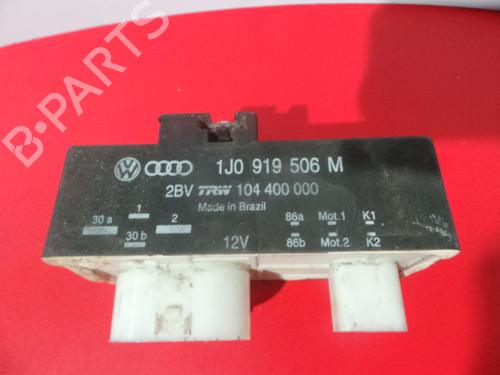 B-PARTS
1J0 919 506 M
2BV TRW 104 400 000
Made in Brazil
30 a 1 2 86a Mot.1 K1
30 b 12V 86b Mot.2 K2